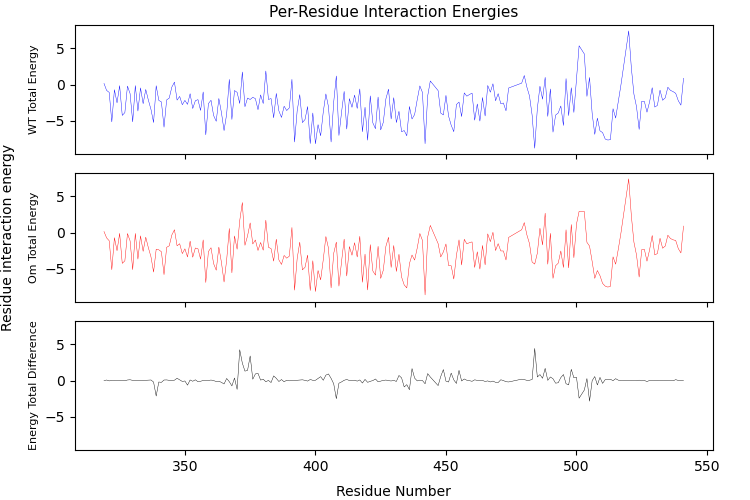 Per-Residue Interaction Energies
Residue interaction energy
WT Total Energy
5
0
−5
Om Total Energy
5
0
−5
Energy Total Difference
5
0
−5
350
400
450
500
550
Residue Number